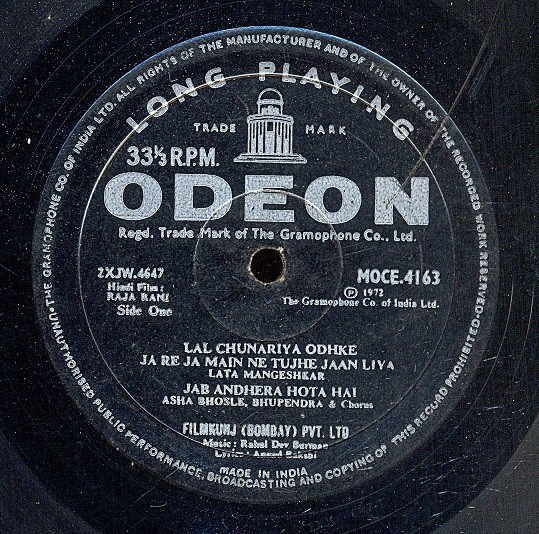 THE GRAMOPHONE CO. OF INDIA LTD. ALL RIGHTS OF THE MANUFACTURER AND OF THE OWNER OF THE RECORDED WORK RESERVED.
LONG PLAYING
TRADE MARK
33⅓ R.P.M.
ODEON
Regd. Trade Mark of The Gramophone Co., Ltd.
2XJW.4647
MOCE.4163
Hindi Film :
RAJA RANI
Side One
Ⓟ 1972
The Gramophone Co of India Ltd.
LAL CHUNARIYA ODHKE
JA RE JA MAIN NE TUJHE JAAN LIYA
LATA MANGESHKAR
JAB ANDHERA HOTA HAI
ASHA BHOSLE, BHUPENDRA & Chorus
FILMKUNJ (BOMBAY) PVT. LTD
Music : Rahul Dev Burman
Lyrics : Anand Bakshi
MADE IN INDIA
UNAUTHORISED PUBLIC PERFORMANCE, BROADCASTING AND COPYING OF THIS RECORD PROHIBITED